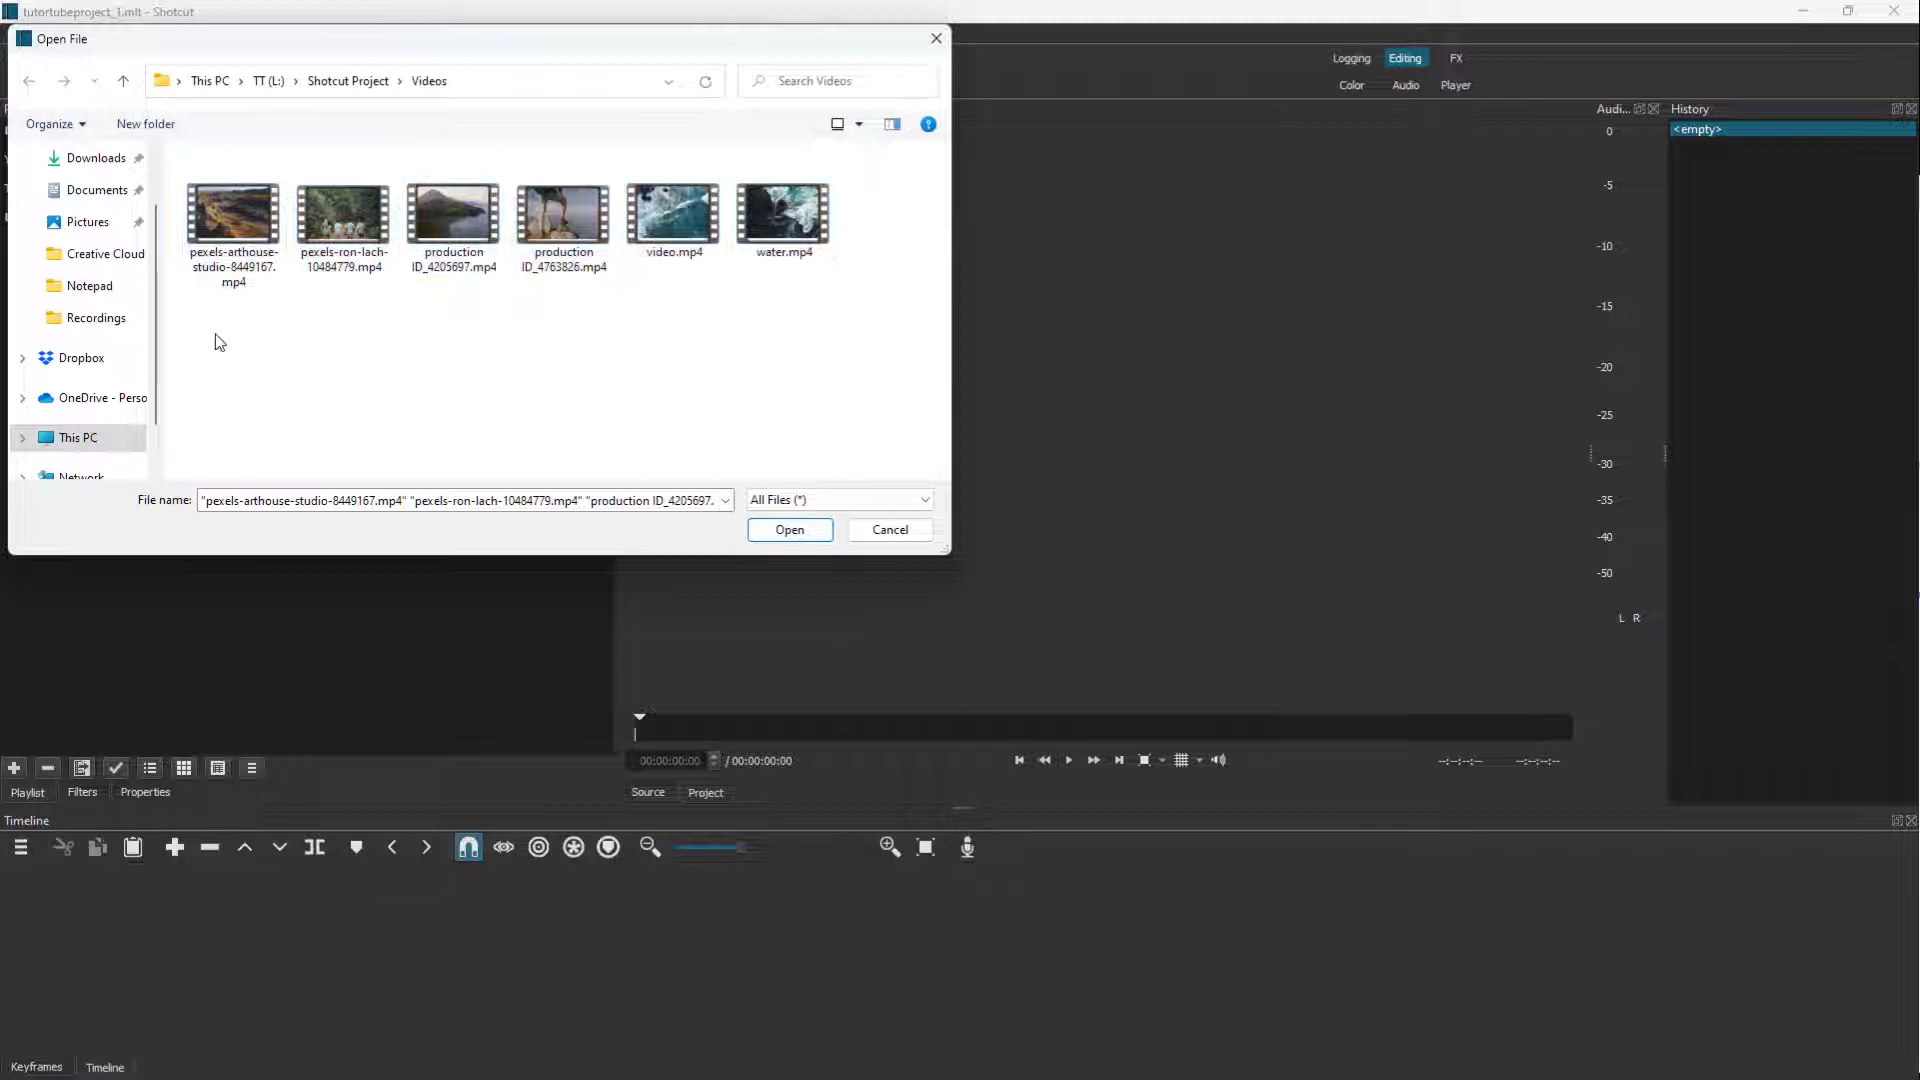 tutortubeproject_1.mlt - Shotcut
Open File
This PC > TT (L:) > Shotcut Project > Videos
Search Videos
Organize
New folder
Downloads
Documents
Pictures
Creative Cloud
Notepad
Recordings
Dropbox
OneDrive - Perso
This PC
Network
pexels-arthouse-
studio-8449167.
mp4
pexels-ron-lach-
10484779.mp4
production
ID_4205697.mp4
production
ID_4763826.mp4
video.mp4
water.mp4
File name:
"pexels-arthouse-studio-8449167.mp4" "pexels-ron-lach-10484779.mp4" "production ID_4205697.
All Files (*)
Open
Cancel
Logging
Editing
FX
Color
Audio
Player
Audi...
History
<empty>
0
-5
-10
-15
-20
-25
-30
-35
-40
-50
L R
00:00:00:00
/ 00:00:00:00
--:--:--:--
--:--:--:--
Source
Project
Playlist
Filters
Properties
Timeline
Keyframes
Timeline